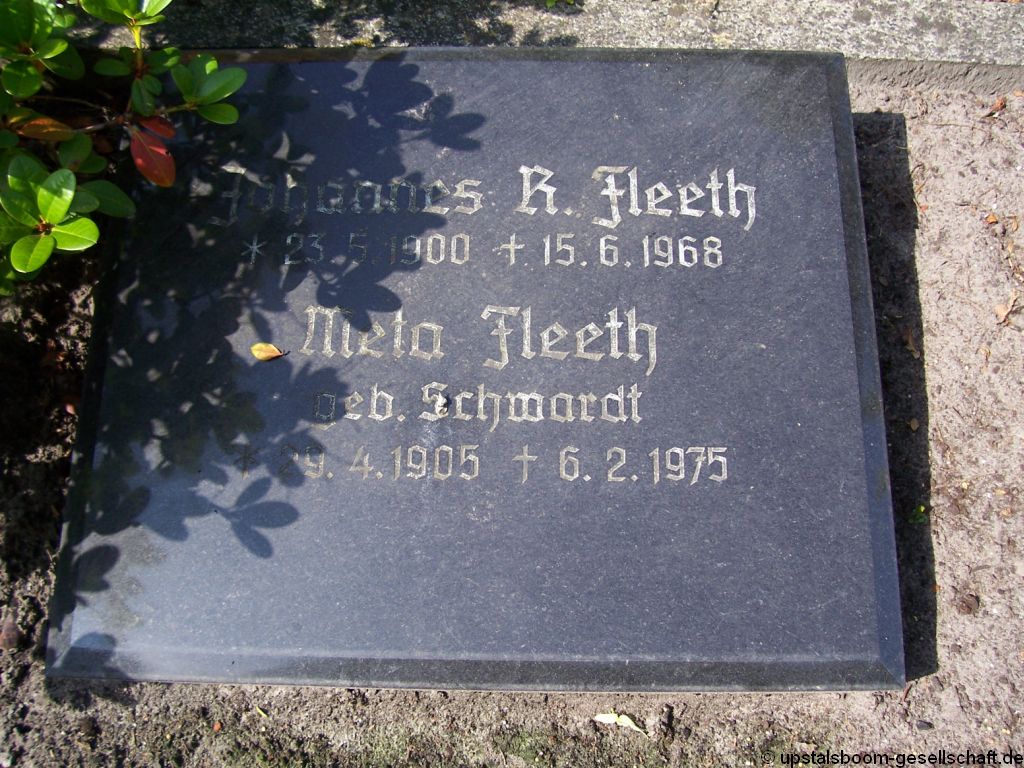 Johannes R. Fleeth
* 23.5.1900 † 15.6.1968
Meta Fleeth
geb. Schwardt
* 29.4.1905 † 6.2.1975
© upstalsboom-gesellschaft.de